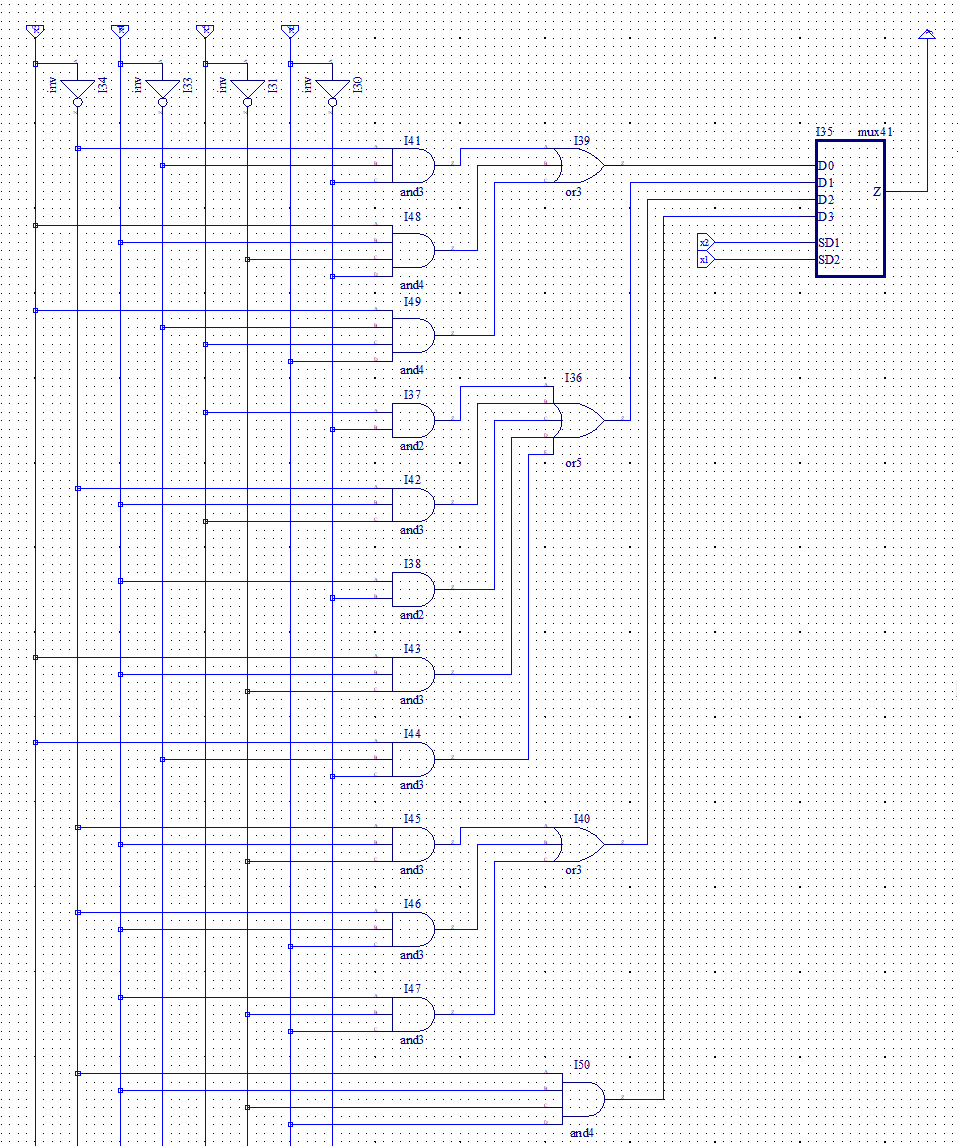 inv
I34
inv
I33
inv
I31
inv
I30
I35 mux41
D0
D1
D2
D3
SD1
SD2
Z
x2
x1
I41
and3
I39
or3
I48
and4
I49
and4
I37
and2
I36
or5
I42
and3
I38
and2
I43
and3
I44
and3
I45
and3
I40
or3
I46
and3
I47
and3
I50
and4